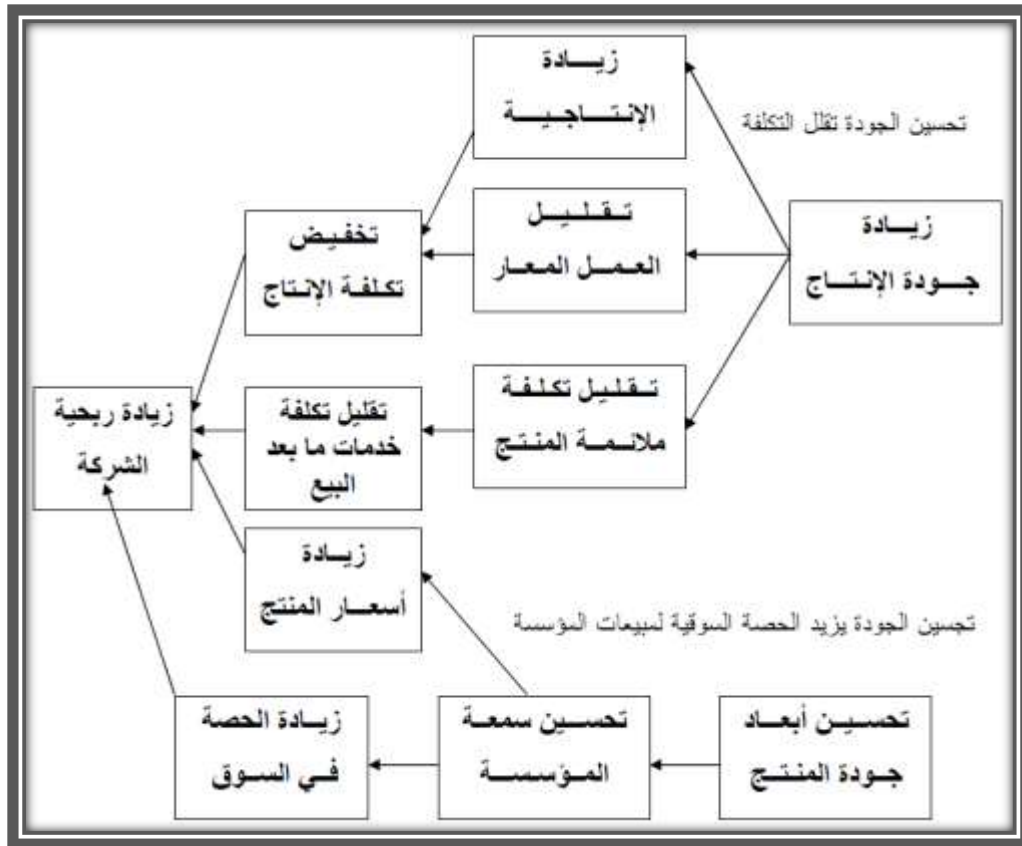 زيادة
الإنتاجية
تحسين الجودة تقلل التكلفة
زيادة
جودة الإنتاج
تقليل
العمل المعار
تخفيض
تكلفة الإنتاج
تقليل تكلفة
ملائمة المنتج
تقليل تكلفة
خدمات ما بعد
البيع
زيادة ربحية
الشركة
زيادة
أسعار المنتج
تجسين الجودة يزيد الحصة السوقية لمبيعات المؤسسة
تحسين أبعاد
جودة المنتج
تحسين سمعة
المؤسسة
زيادة الحصة
في السوق